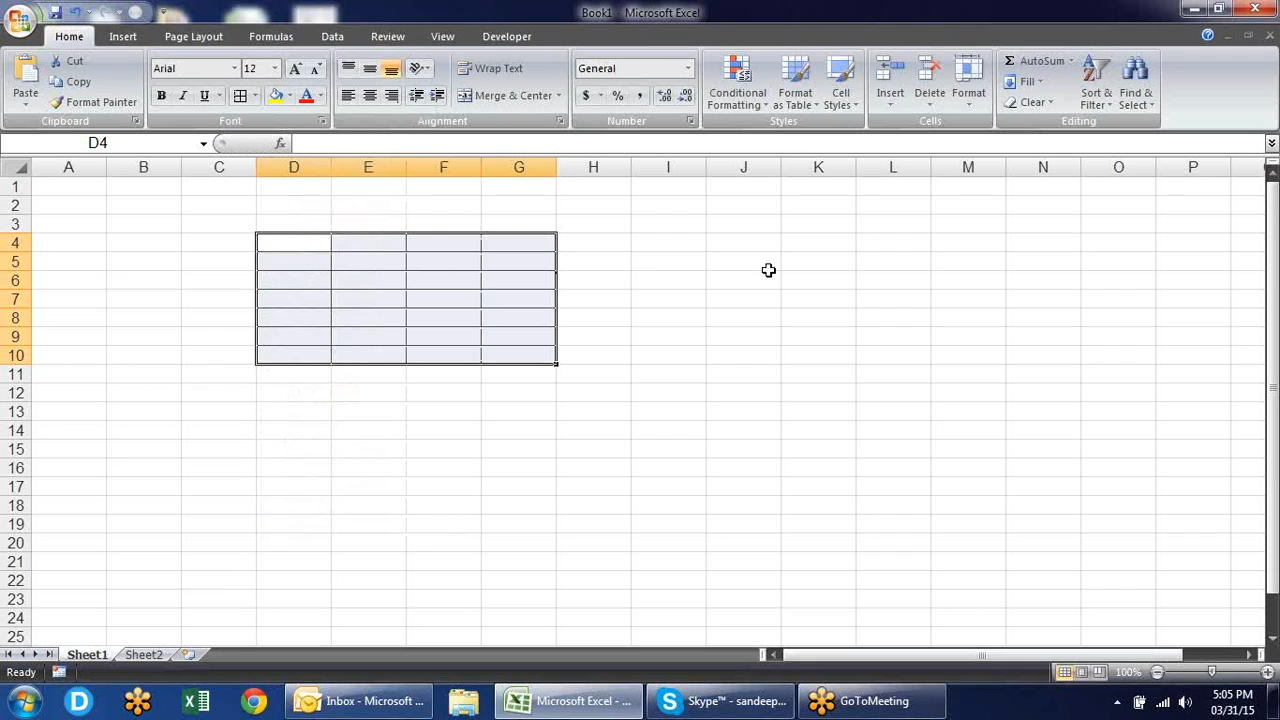 Book1 - Microsoft Excel
Home Insert Page Layout Formulas Data Review View Developer
Paste
Cut
Copy
Format Painter
Clipboard
Arial 12
B I U
Font
Wrap Text
Merge & Center
Alignment
General
$ % ,
Number
Conditional Formatting
Format as Table
Cell Styles
Styles
Insert Delete Format
Cells
AutoSum
Fill
Clear
Sort & Filter
Find & Select
Editing
D4 fx
A B C D E F G H I J K L M N O P
1
2
3
4
5
6
7
8
9
10
11
12
13
14
15
16
17
18
19
20
21
22
23
24
25
Sheet1 Sheet2
Ready 100%
Inbox - Microsoft ... Microsoft Excel - ... Skype™ - sandeep... GoToMeeting
5:05 PM
03/31/15